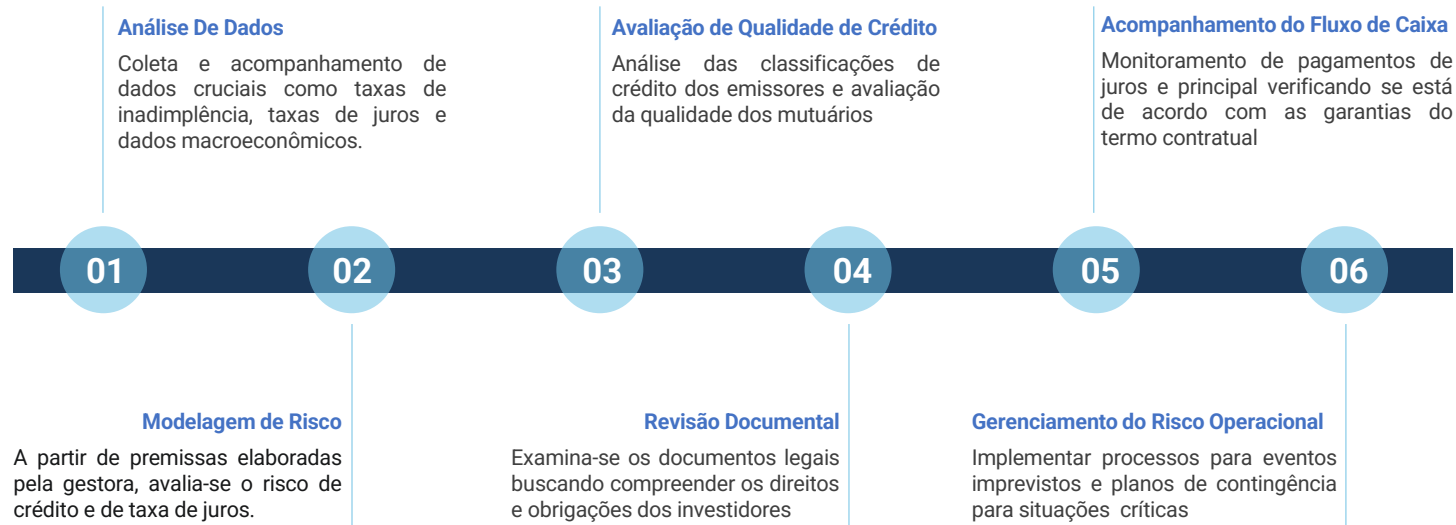 Análise De Dados
Coleta e acompanhamento de
dados cruciais como taxas de
inadimplência, taxas de juros e
dados macroeconômicos.
Avaliação de Qualidade de Crédito
Análise das classificações de
crédito dos emissores e avaliação
da qualidade dos mutuários
Acompanhamento do Fluxo de Caixa
Monitoramento de pagamentos de
juros e principal verificando se está
de acordo com as garantias do
termo contratual
01
02
03
04
05
06
Modelagem de Risco
A partir de premissas elaboradas
pela gestora, avalia-se o risco de
crédito e de taxa de juros.
Revisão Documental
Examina-se os documentos legais
buscando compreender os direitos
e obrigações dos investidores
Gerenciamento do Risco Operacional
Implementar processos para eventos
imprevistos e planos de contingência
para situações críticas